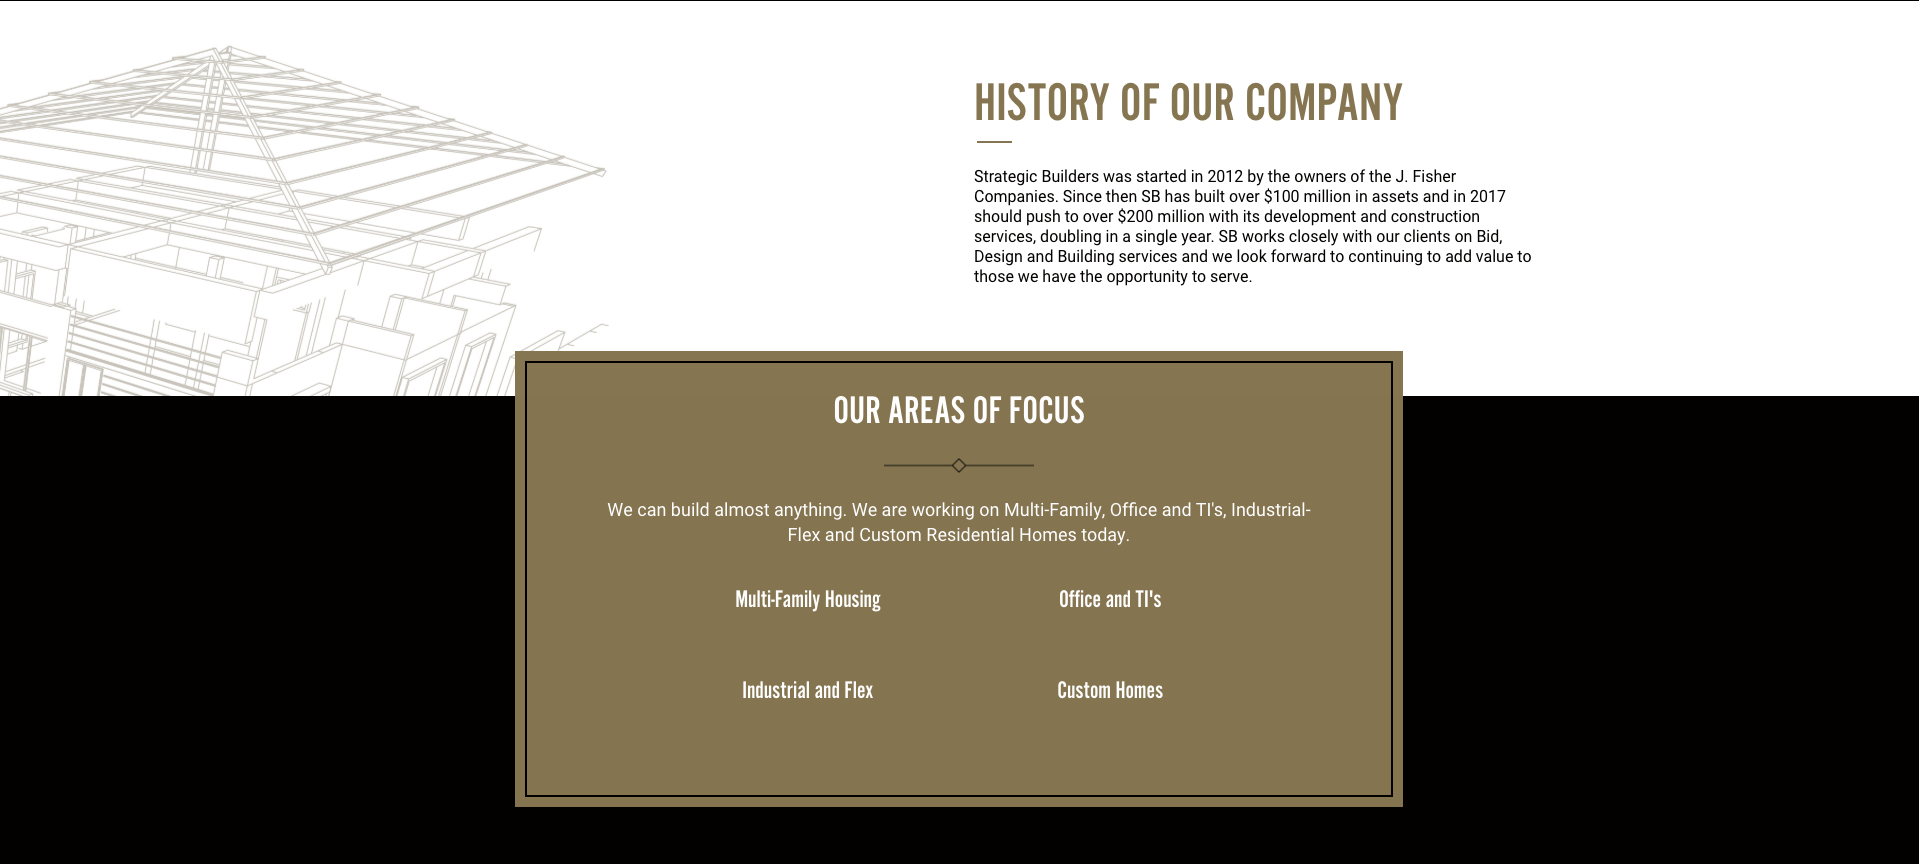 HISTORY OF OUR COMPANY
Strategic Builders was started in 2012 by the owners of the J. Fisher
Companies. Since then SB has built over $100 million in assets and in 2017
should push to over $200 million with its development and construction
services, doubling in a single year. SB works closely with our clients on Bid,
Design and Building services and we look forward to continuing to add value to
those we have the opportunity to serve.
OUR AREAS OF FOCUS
We can build almost anything. We are working on Multi-Family, Office and TI's, Industrial-
Flex and Custom Residential Homes today.
Multi-Family Housing
Office and TI's
Industrial and Flex
Custom Homes